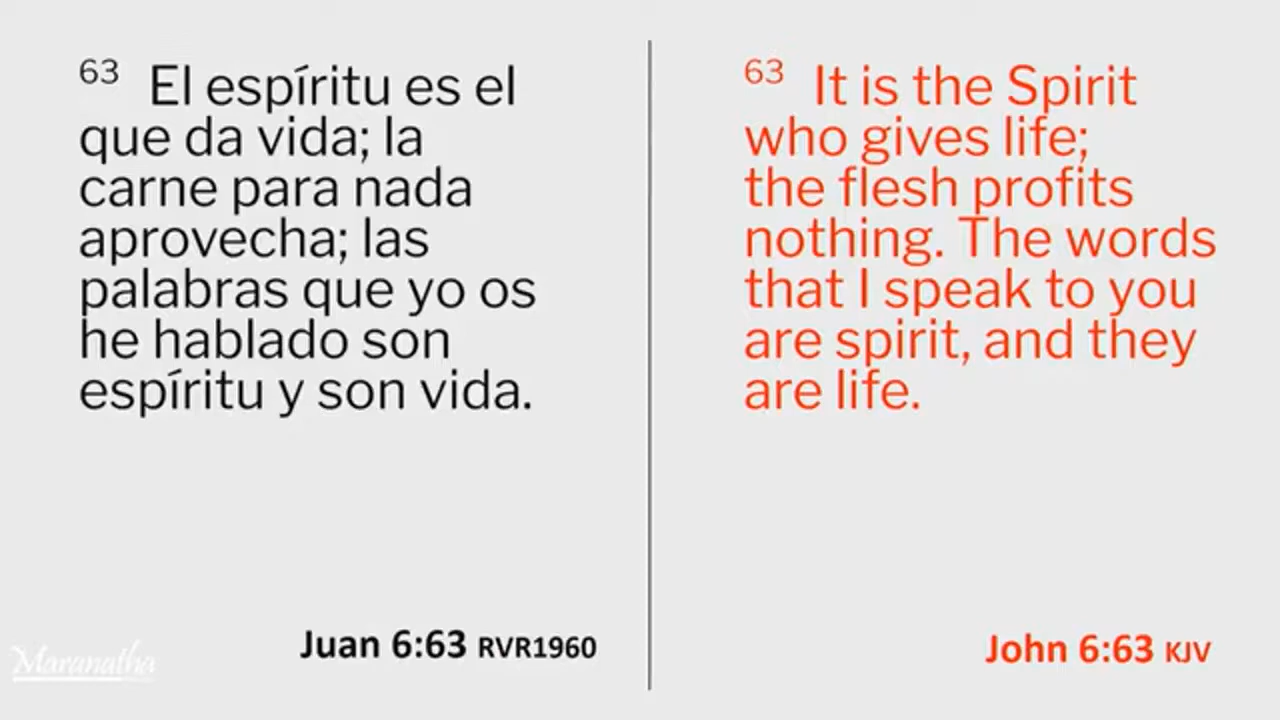 63 El espíritu es el
que da vida; la
carne para nada
aprovecha; las
palabras que yo os
he hablado son
espíritu y son vida.
Juan 6:63 RVR1960
63 It is the Spirit
who gives life;
the flesh profits
nothing. The words
that I speak to you
are spirit, and they
are life.
John 6:63 KJV
Maranatha